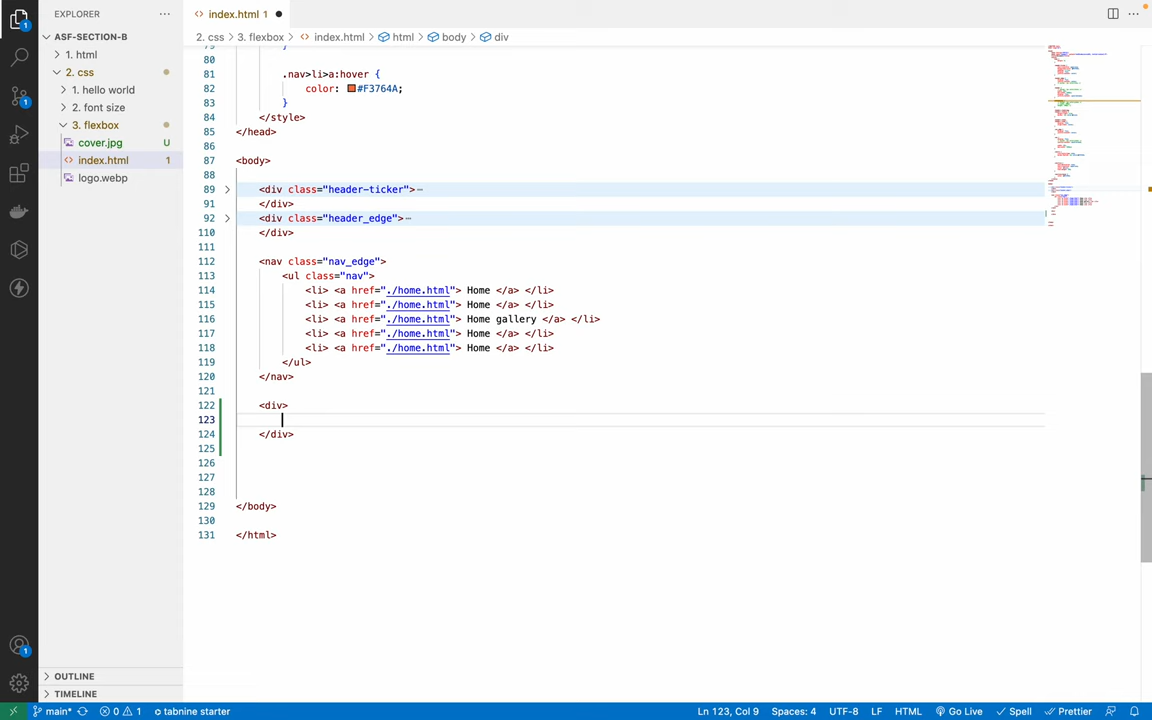 EXPLORER
index.html 1
ASF-SECTION-B
1. html
2. css
1. hello world
2. font size
3. flexbox
cover.jpg U
index.html 1
logo.webp
OUTLINE
TIMELINE
2. css > 3. flexbox > index.html > html > body > div
80
81 .nav>li>a:hover {
82 color: #F3764A;
83 }
84 </style>
85 </head>
86
87 <body>
88
89 <div class="header-ticker">
91 </div>
92 <div class="header_edge">
110 </div>
111
112 <nav class="nav_edge">
113 <ul class="nav">
114 <li> <a href="./home.html"> Home </a> </li>
115 <li> <a href="./home.html"> Home </a> </li>
116 <li> <a href="./home.html"> Home gallery </a> </li>
117 <li> <a href="./home.html"> Home </a> </li>
118 <li> <a href="./home.html"> Home </a> </li>
119 </ul>
120 </nav>
121
122 <div>
123
124 </div>
125
126
127
128
129 </body>
130
131 </html>
1
1
1
main* 0 1 tabnine starter Ln 123, Col 9 Spaces: 4 UTF-8 LF HTML Go Live Spell Prettier